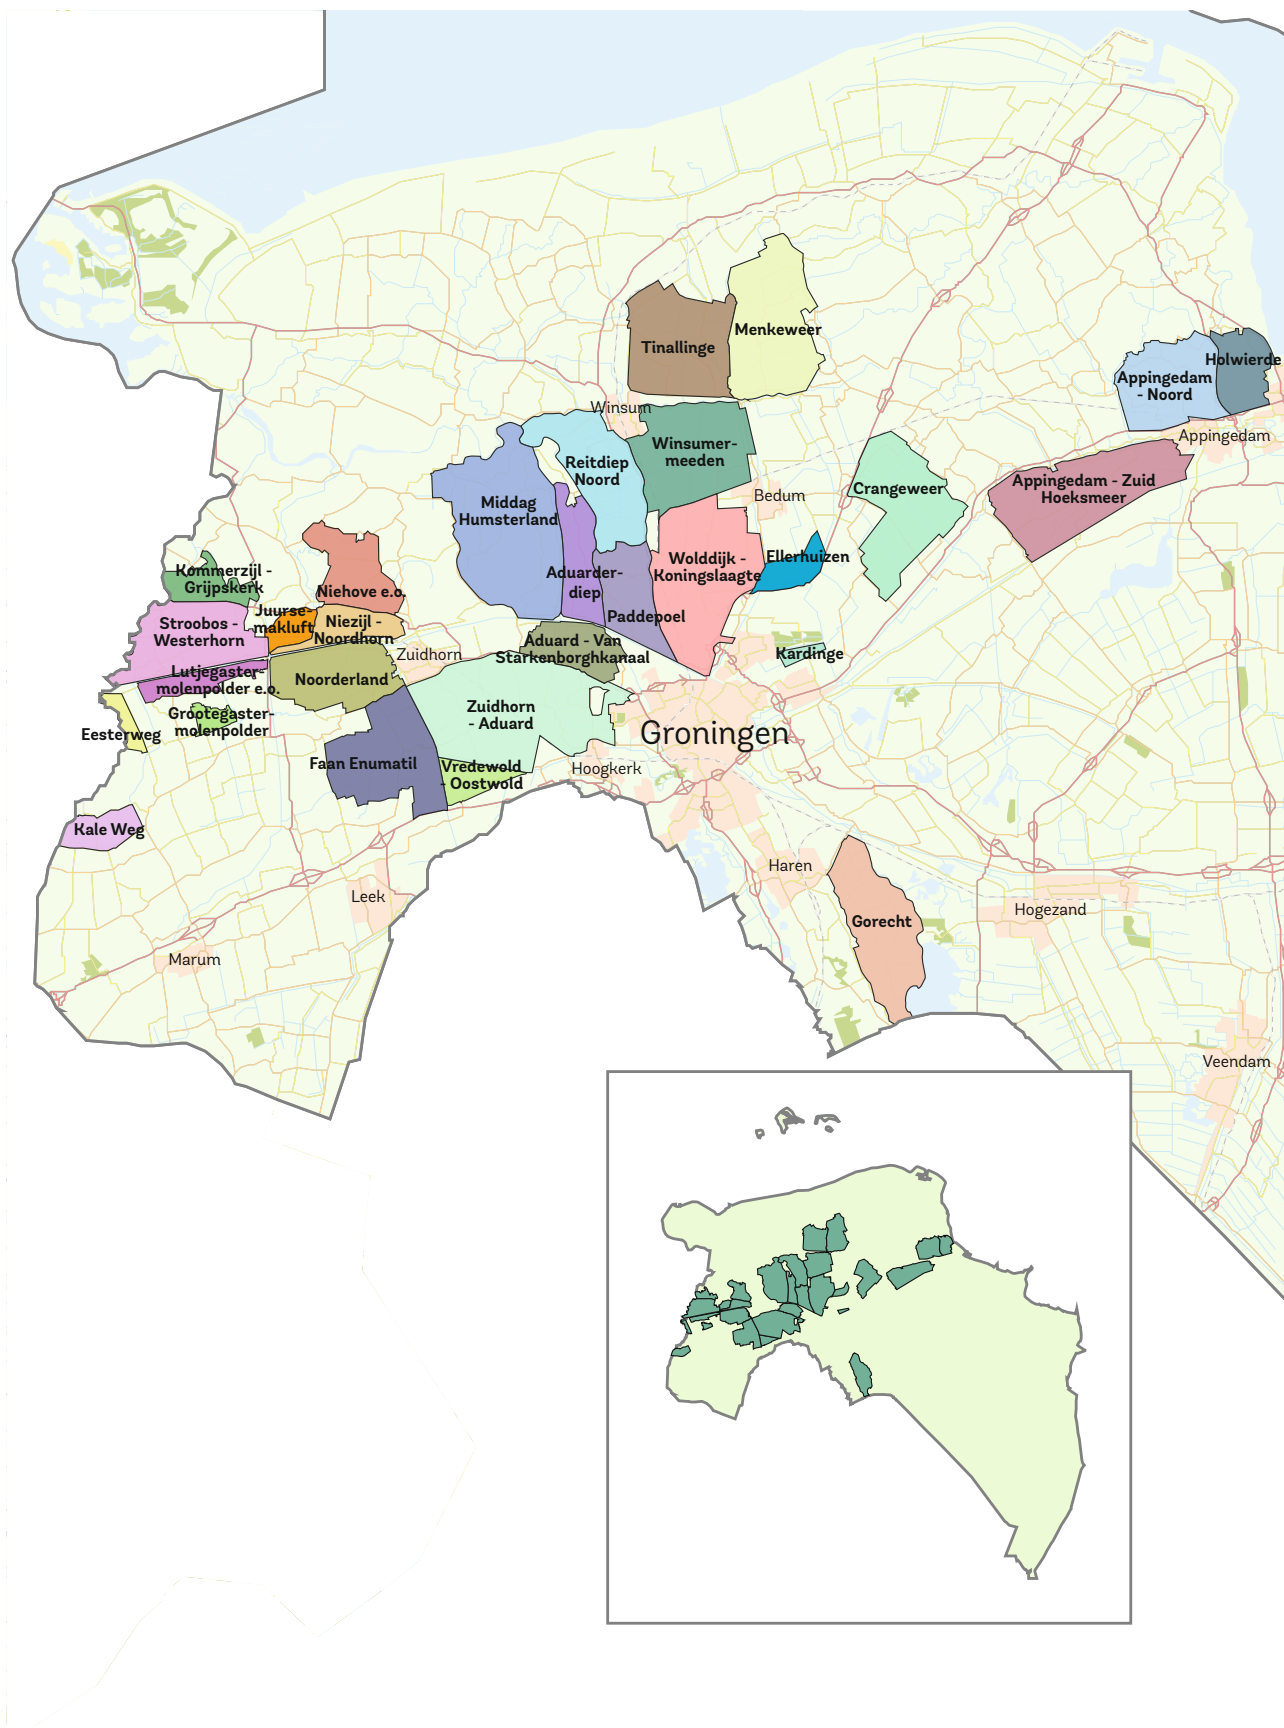 Menkeweer
Tinallinge
Holwierde
Appingedam
- Noord
Winsum
Appingedam
Winsumer-
meeden
Reitdiep
Noord
Appingedam - Zuid
Hoeksmeer
Crangeweer
Bedum
Middag
Humsterland
Ellerhuizen
Wolddijk -
Koningslaagte
Aduarder-
diep
Kommerzijl -
Grijpskerk
Niehove e.o.
Juurse-
makluft
Paddepoel
Niezijl -
Noordhorn
Stroobos -
Westerhorn
Aduard - Van
Starkenborghkanaal
Zuidhorn
Kardinge
Lutjegaster-
molenpolder e.o.
Noorderland
Zuidhorn
- Aduard
Grootegaster-
molenpolder
Eesterweg
Groningen
Faan Enumatil
Vredewold
- Oostwold
Hoogkerk
Kale Weg
Haren
Leek
Hogezand
Gorecht
Marum
Veendam